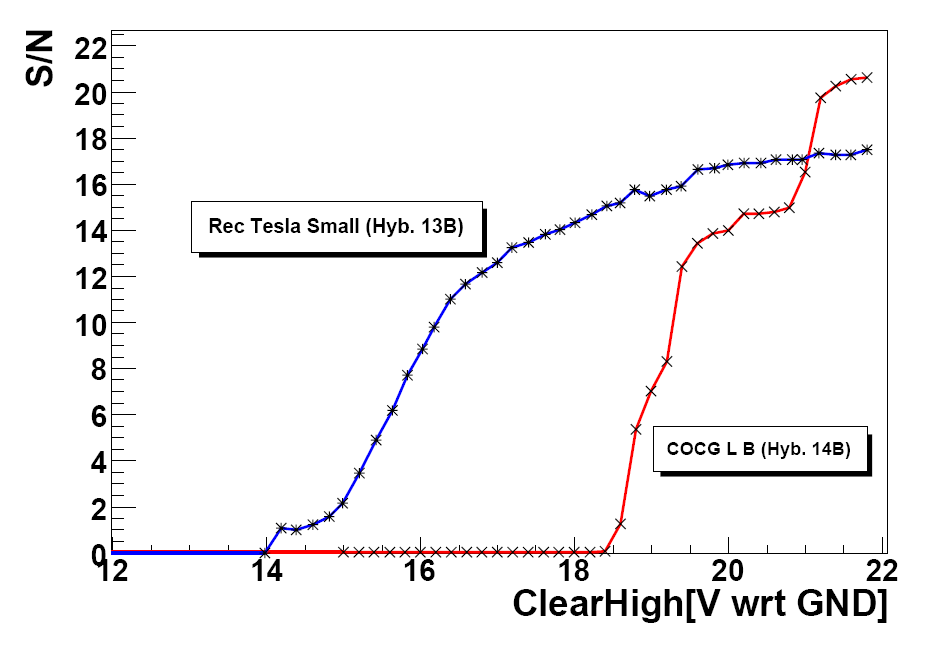 S/N
22
20
18
16
14
12
10
8
6
4
2
0
Rec Tesla Small (Hyb. 13B)
COCG L B (Hyb. 14B)
12 14 16 18 20 22
ClearHigh[V wrt GND]